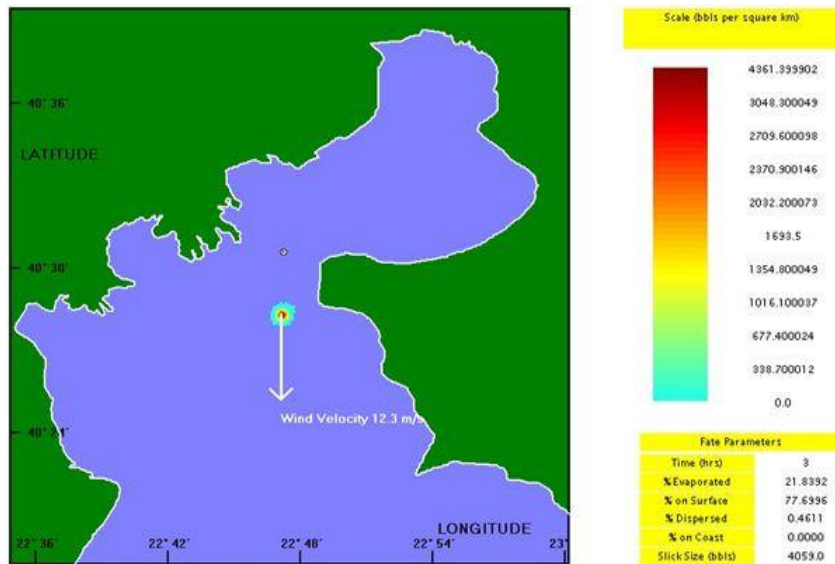 Scale (bbls per square km)
4361.399902
3048.300049
2709.600098
2370.900146
2032.200073
1693.5
1354.800049
1016.100037
677.400024
338.700012
0.0
40° 36'
LATITUDE
40° 30'
Wind Velocity 12.3 m/s
40° 24'
LONGITUDE
22° 36' 22° 42' 22° 48' 22° 54' 23°
Fate Parameters
Time (hrs) 3
% Evaporated 21.8392
% on Surface 77.6996
% Dispersed 0.4611
% on Coast 0.0000
Slick Size (bbls) 4059.0